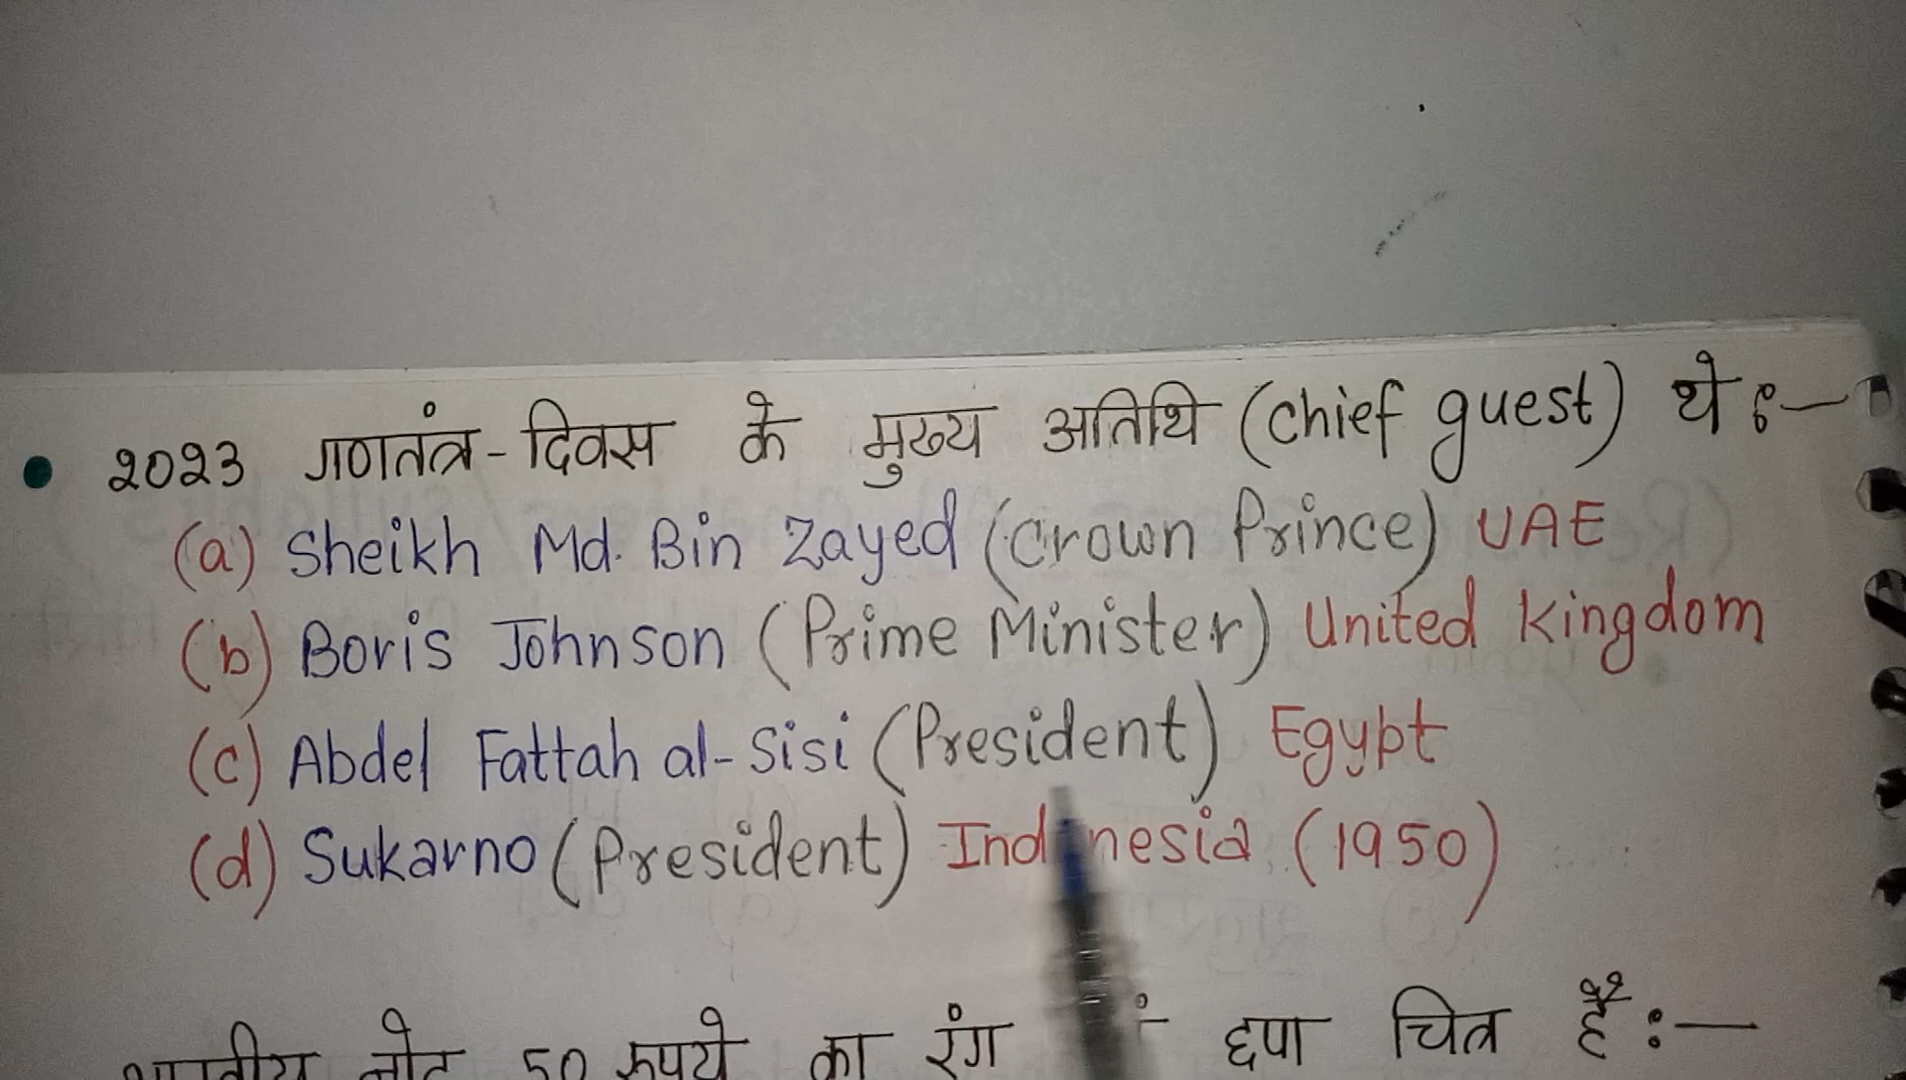 • 2023 गणतंत्र-दिवस के मुख्य अतिथि (chief guest) थे :-
(a) Sheikh Md. Bin Zayed (Crown Prince) UAE
(b) Boris Johnson (Prime Minister) United Kingdom
(c) Abdel Fattah al-Sisi (President) Egypt
(d) Sukarno (President) Indonesia (1950)
भारतीय नोट 50 रुपये का रंग छपा चित्र हैं :-